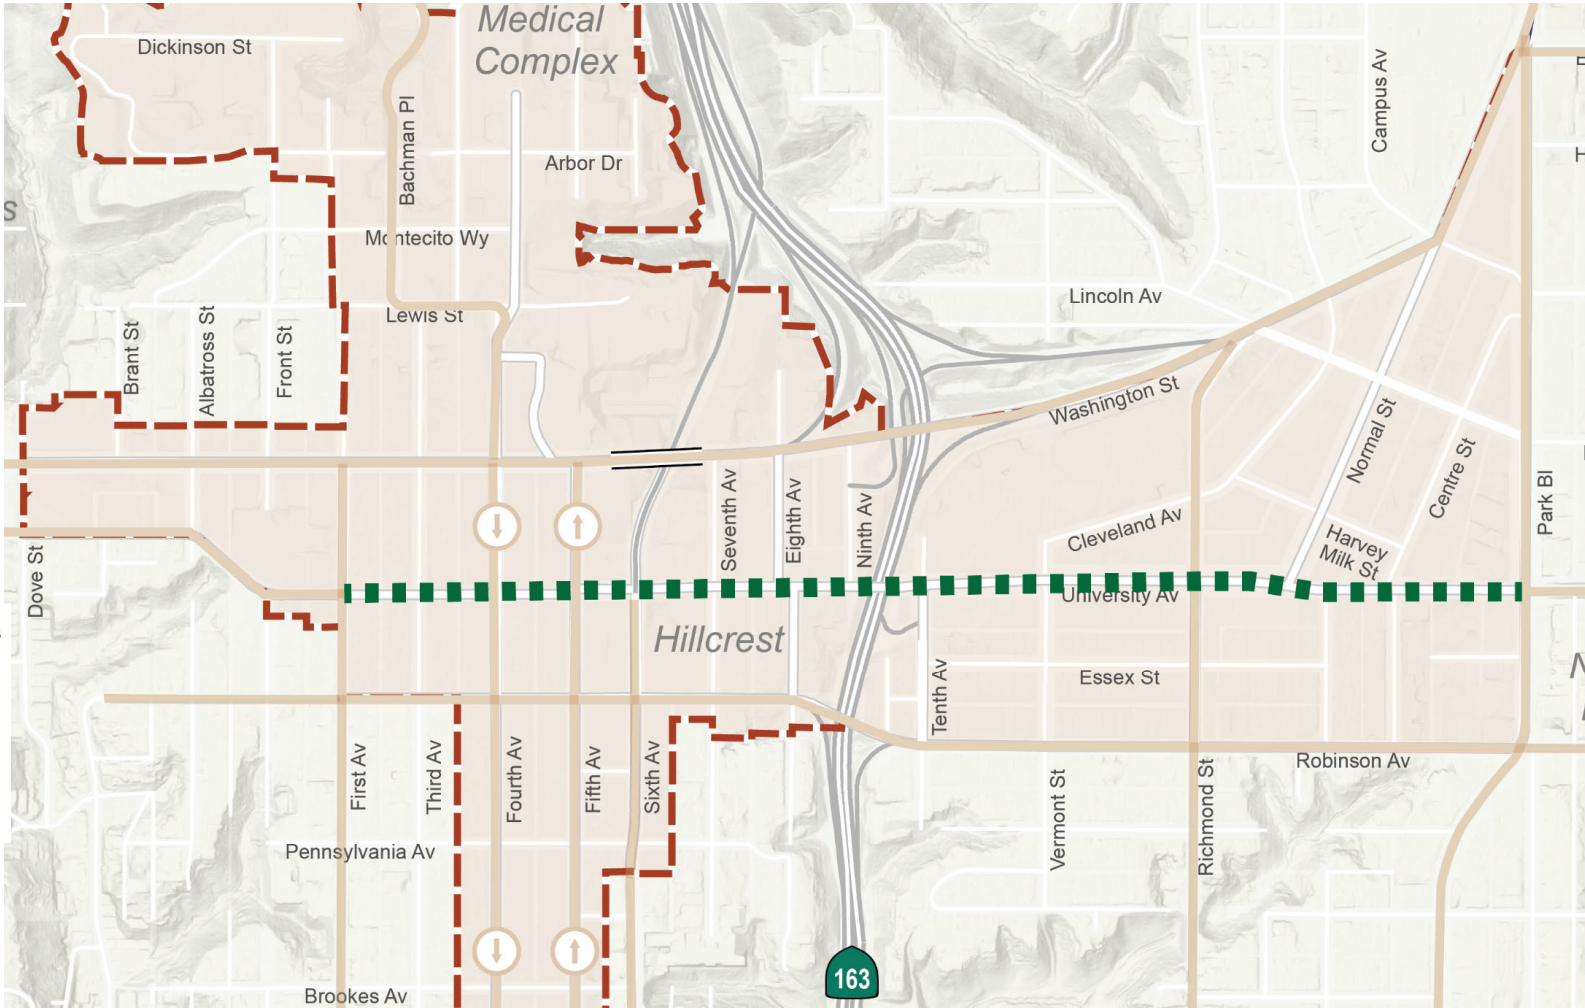 Medical
Complex
Dickinson St
Campus Av
Bachman Pl
Arbor Dr
Montecito Wy
Lincoln Av
Lewis St
Brant St
Albatross St
Front St
Washington St
Normal St
Centre St
Park Bl
Seventh Av
Eighth Av
Ninth Av
Cleveland Av
Harvey
Milk St
Dove St
University Av
Hillcrest
Essex St
Tenth Av
Robinson Av
First Av
Third Av
Fourth Av
Fifth Av
Sixth Av
Vermont St
Richmond St
Pennsylvania Av
163
Brookes Av